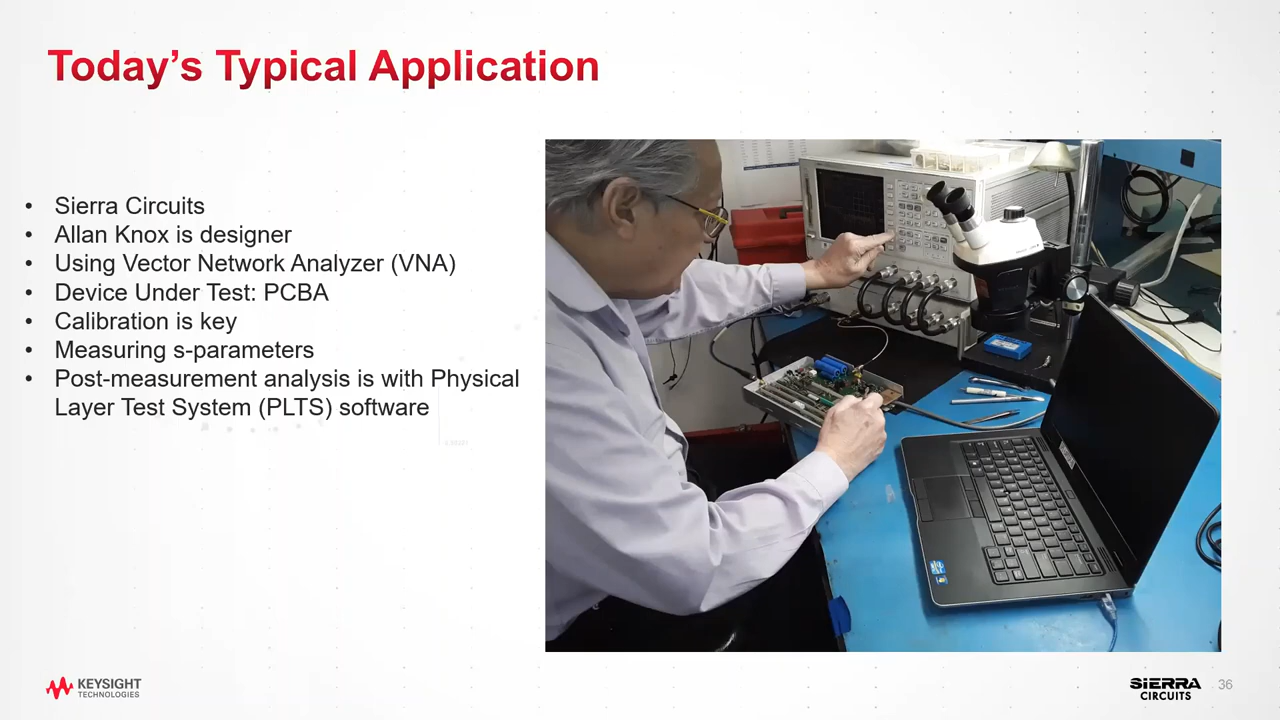 Today's Typical Application
• Sierra Circuits
• Allan Knox is designer
• Using Vector Network Analyzer (VNA)
• Device Under Test: PCBA
• Calibration is key
• Measuring s-parameters
• Post-measurement analysis is with Physical
Layer Test System (PLTS) software
KEYSIGHT
TECHNOLOGIES
SIERRA
CIRCUITS
36